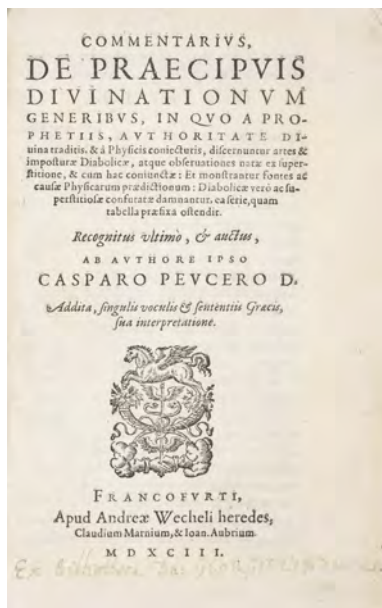 COMMENTARIVS,
DE PRAECIPVIS
DIVINATIONVM
GENERIBVS, IN QVO A PRO-
PHETIIS, AVTHORITATE DI-
uina traditis, & à Physicis coniecturis, discernuntur artes &
imposturæ Diabolicæ, atque obseruationes natæ ex super-
stitione, & cum hac coniunctæ: Et monstrantur fontes ac
causæ Physicarum prædictionum: Diabolicæ verò ac su-
perstitiosæ confutatæ damnantur, ea serie, quam
tabella præfixa ostendit.
Recognitus vltimò, & auctus,
AB AVTHORE IPSO
CASPARO PEVCERO D.
Addita, singulis voculis & sententiis Græcis,
sua interpretatione.
FRANCOFVRTI,
Apud Andreæ Wecheli heredes,
Claudium Marnium, & Ioan. Aubrium.
MDXCIII.
Ex